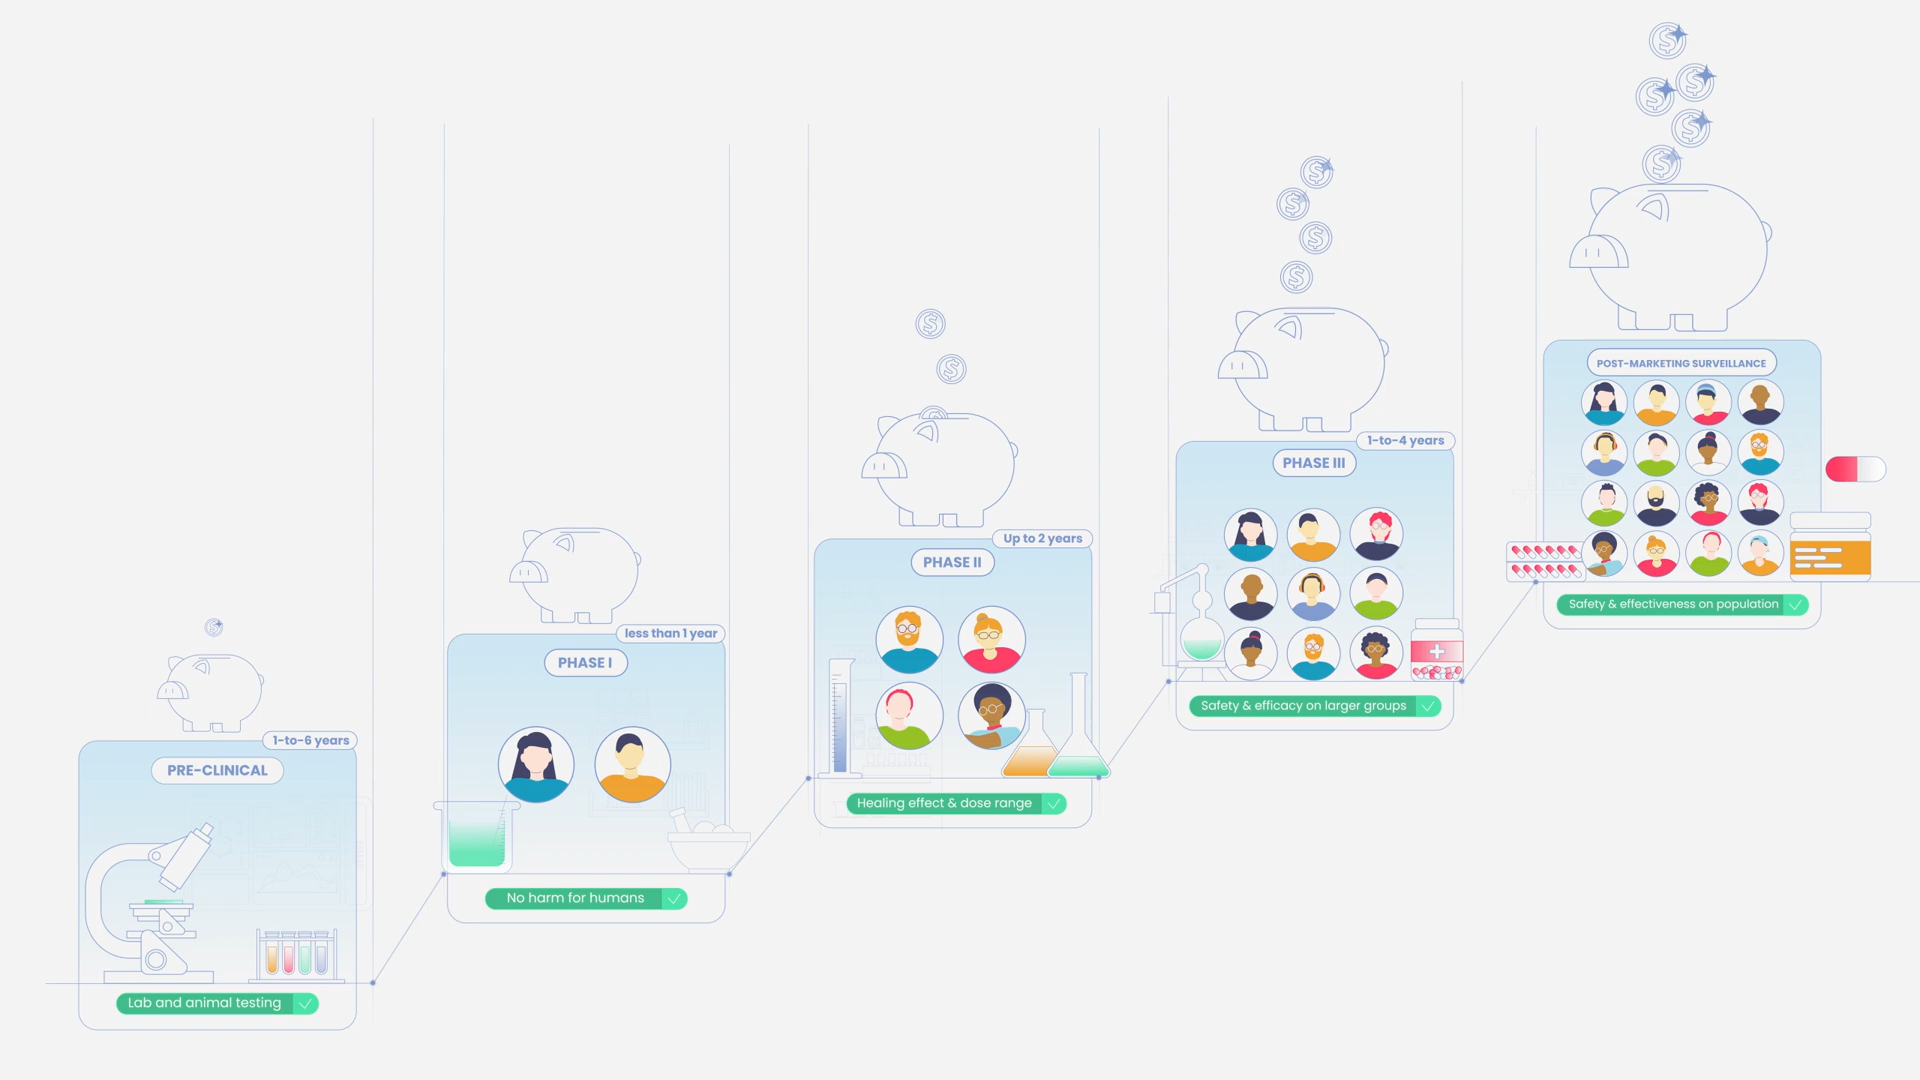 1-to-6 years
PRE-CLINICAL
Lab and animal testing
less than 1 year
PHASE I
No harm for humans
Up to 2 years
PHASE II
Healing effect & dose range
1-to-4 years
PHASE III
Safety & efficacy on larger groups
POST-MARKETING SURVEILLANCE
Safety & effectiveness on population